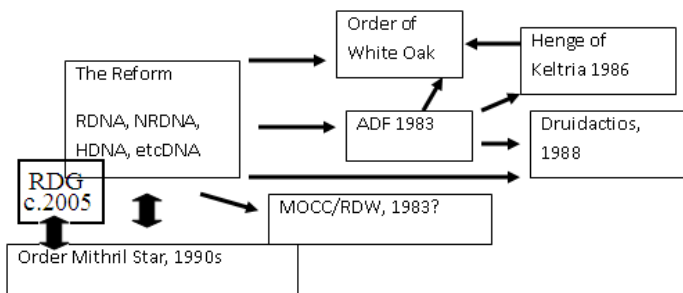 Order of
White Oak
Henge of
Keltria 1986
The Reform
RDNA, NRDNA,
HDNA, etcDNA
ADF 1983
Druidactios,
1988
RDG
c.2005
MOCC/RDW, 1983?
Order Mithril Star, 1990s